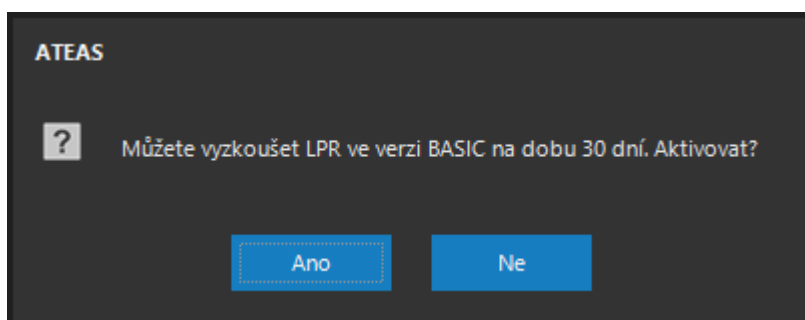 ATEAS
?
Můžete vyzkoušet LPR ve verzi BASIC na dobu 30 dní. Aktivovat?
Ano
Ne